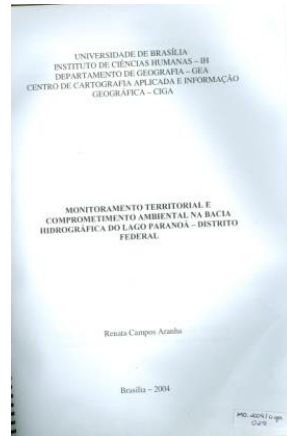 UNIVERSIDADE DE BRASÍLIA
INSTITUTO DE CIÊNCIAS HUMANAS – IH
DEPARTAMENTO DE GEOGRAFIA – GEA
CENTRO DE CARTOGRAFIA APLICADA E INFORMAÇÃO
GEOGRÁFICA – CIGA
MONITORAMENTO TERRITORIAL E
COMPROMETIMENTO AMBIENTAL NA BACIA
HIDROGRÁFICA DO LAGO PARANOÁ – DISTRITO
FEDERAL
Renata Campos Aranha
Brasília – 2004